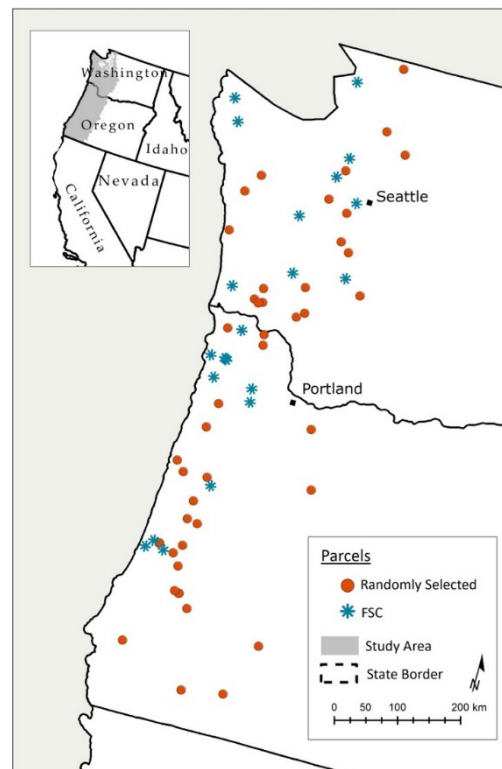 Washington
Oregon
Idaho
Nevada
California
Seattle
Portland
Parcels
Randomly Selected
FSC
Study Area
State Border
N
0 50 100 200 km